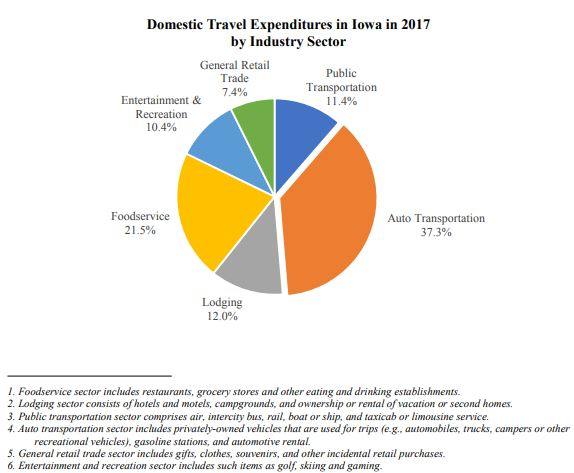 Domestic Travel Expenditures in Iowa in 2017
by Industry Sector
General Retail
Trade
7.4%
Public
Transportation
11.4%
Entertainment &
Recreation
10.4%
Foodservice
21.5%
Auto Transportation
37.3%
Lodging
12.0%
1. Foodservice sector includes restaurants, grocery stores and other eating and drinking establishments.
2. Lodging sector consists of hotels and motels, campgrounds, and ownership or rental of vacation or second homes.
3. Public transportation sector comprises air, intercity bus, rail, boat or ship, and taxicab or limousine service.
4. Auto transportation sector includes privately-owned vehicles that are used for trips (e.g., automobiles, trucks, campers or other
recreational vehicles), gasoline stations, and automotive rental.
5. General retail trade sector includes gifts, clothes, souvenirs, and other incidental retail purchases.
6. Entertainment and recreation sector includes such items as golf, skiing and gaming.